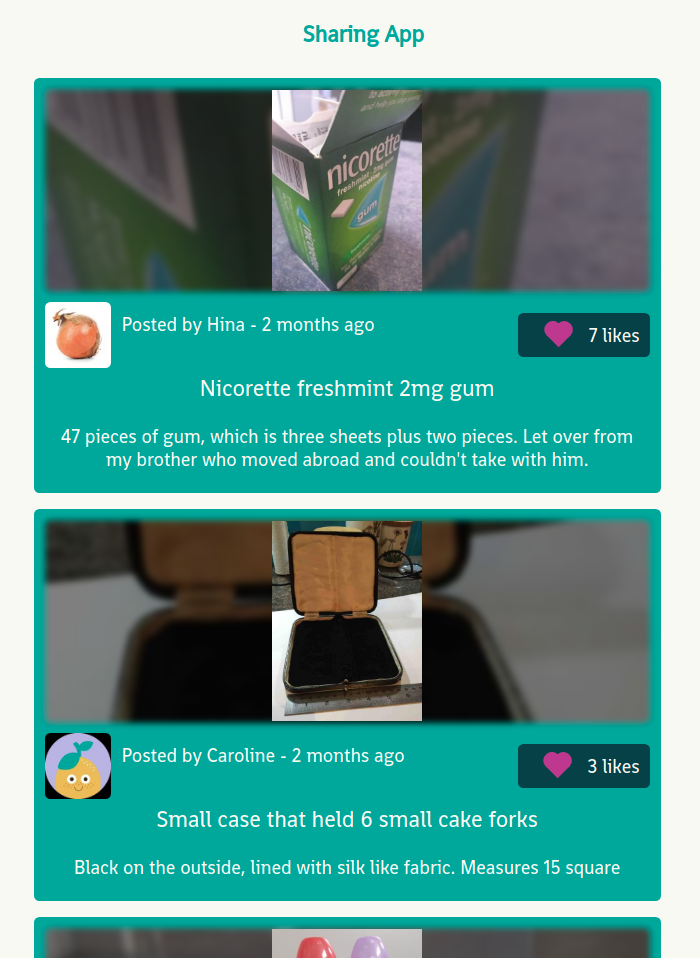 Sharing App
nicorette
freshmint 2mg gum
nicotine
gum
Posted by Hina - 2 months ago
7 likes
Nicorette freshmint 2mg gum
47 pieces of gum, which is three sheets plus two pieces. Let over from
my brother who moved abroad and couldn't take with him.
Posted by Caroline - 2 months ago
3 likes
Small case that held 6 small cake forks
Black on the outside, lined with silk like fabric. Measures 15 square